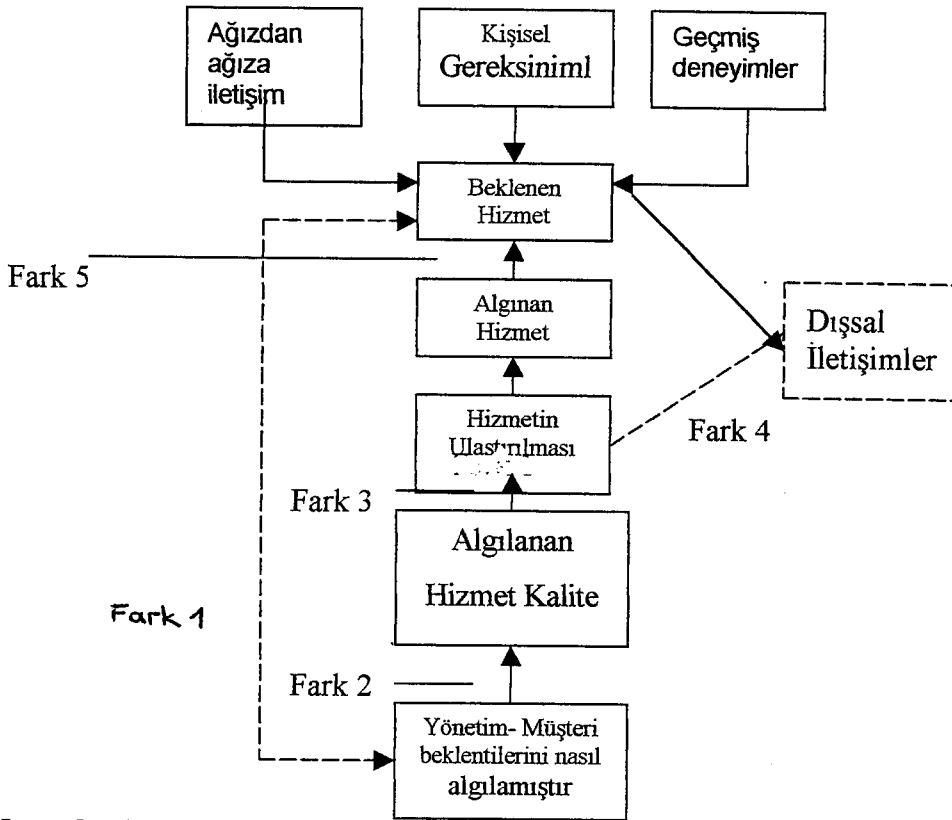 Ağızdan
ağıza
iletişim
Kişisel
Gereksiniml
Geçmiş
deneyimler
Beklenen
Hizmet
Fark 5
Algınan
Hizmet
Dışsal
İletişimler
Hizmetin
Ulaştırılması
Fark 4
Fark 3
Algılanan
Hizmet Kalite
Fark 1
Fark 2
Yönetim- Müşteri
beklentilerini nasıl
algılamıştır